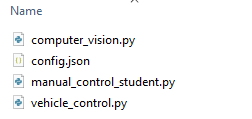 Name
computer_vision.py
config.json
manual_control_student.py
vehicle_control.py